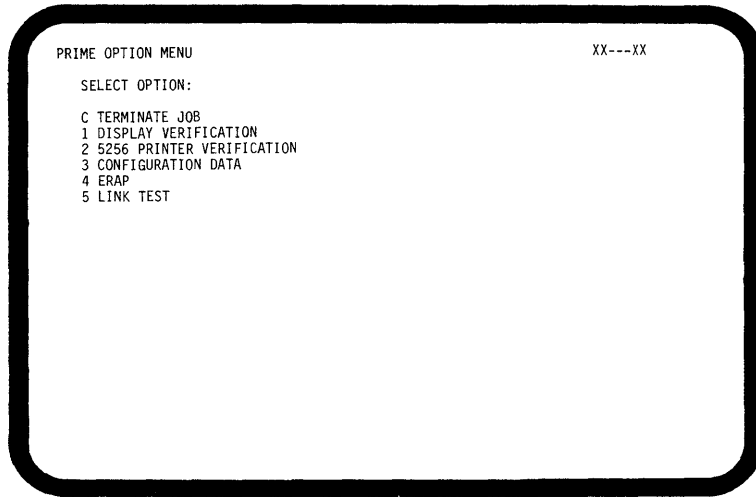 PRIME OPTION MENU XX---XX
SELECT OPTION:
C TERMINATE JOB
1 DISPLAY VERIFICATION
2 5256 PRINTER VERIFICATION
3 CONFIGURATION DATA
4 ERAP
5 LINK TEST